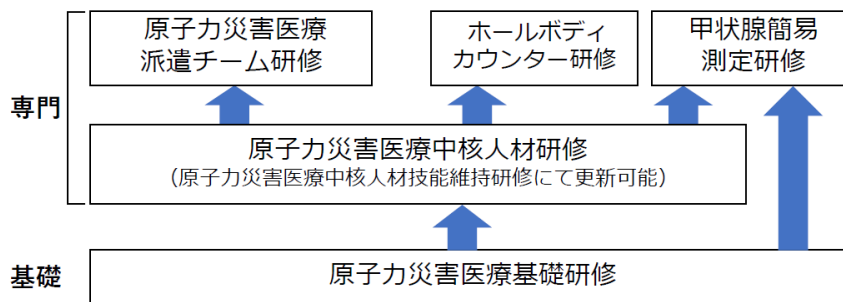 原子力災害医療
派遣チーム研修
ホールボディ
カウンター研修
甲状腺簡易
測定研修
専門
原子力災害医療中核人材研修
（原子力災害医療中核人材技能維持研修にて更新可能）
基礎
原子力災害医療基礎研修